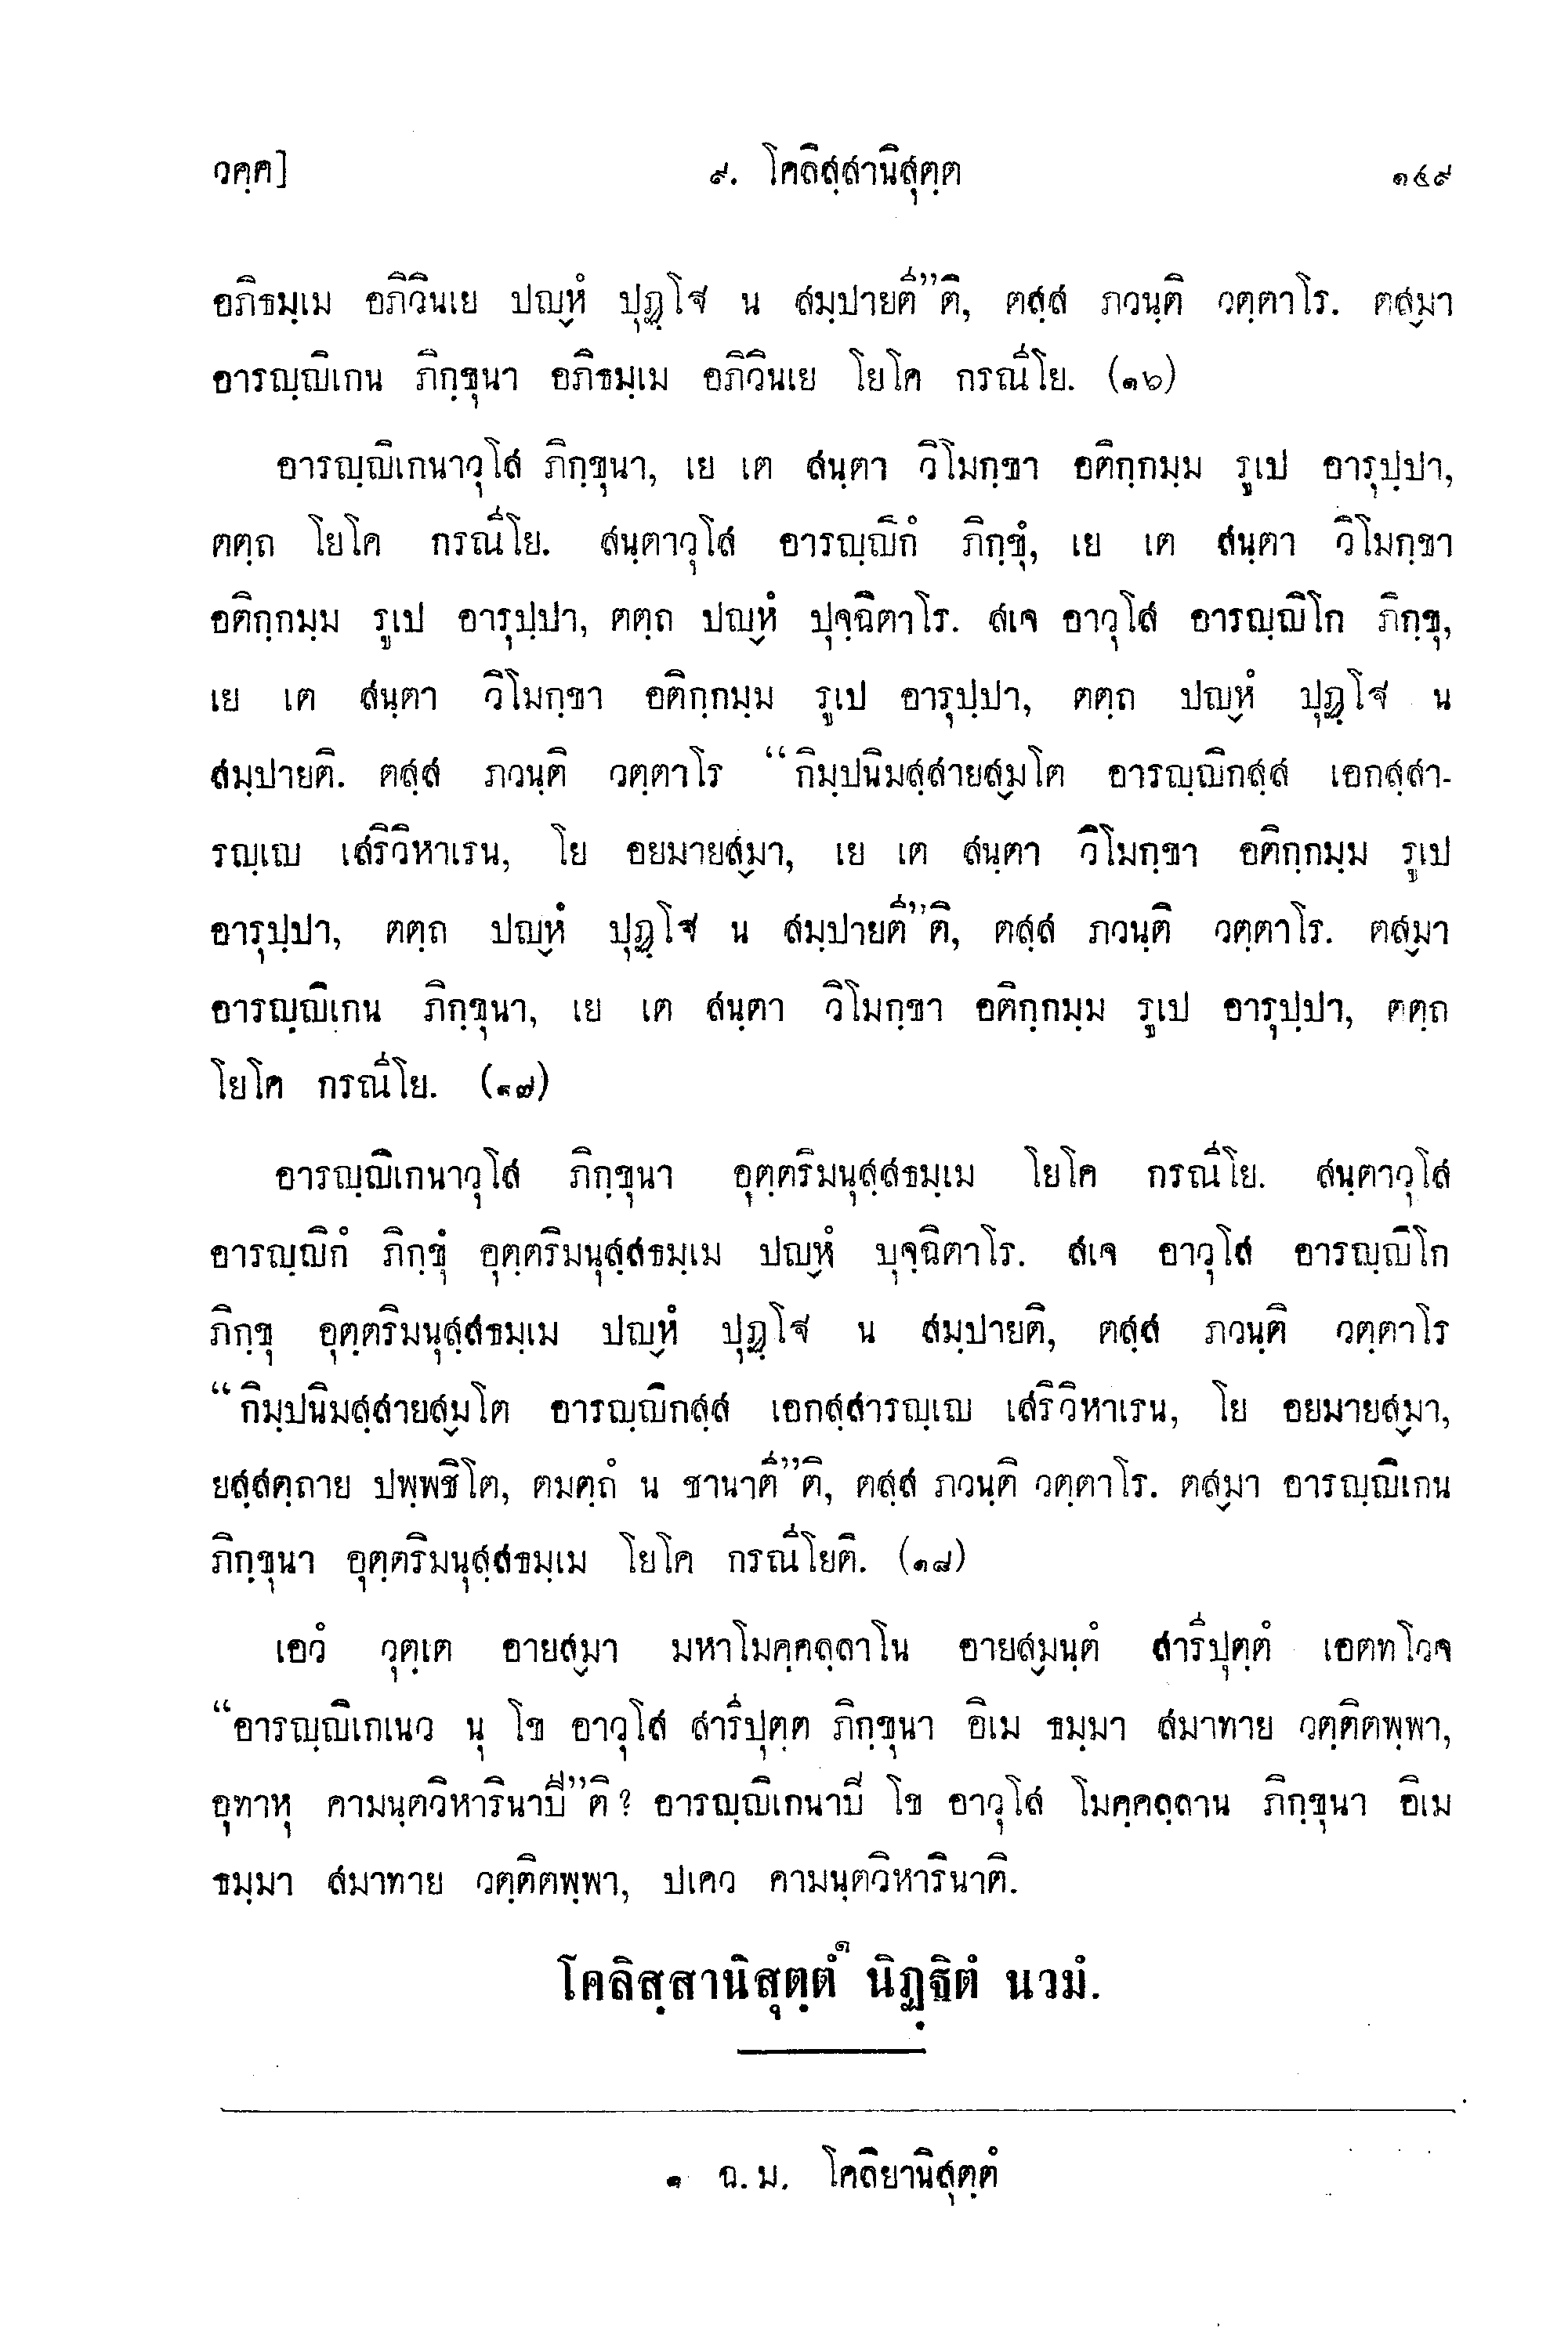 วคฺค]
๙. โคลิสฺสานิสุตฺต
๑๔๙
อภิธมฺเม อภิวินเย ปญฺหํ ปุฏฺโฐ น สมฺปายตี”ติ, ตสฺส ภวนฺติ วตฺตาโร. ตสฺมา
อารญฺญิเกน ภิกฺขุนา อภิธมฺเม อภิวินเย โยโค กรณีโย. (๑๖)
อารญฺญิเกนาวุโส ภิกฺขุนา, เย เต สนฺตา วิโมกฺขา อติกฺกมฺม รูเป อารุปฺปา,
ตตฺถ โยโค กรณีโย. สนฺตาวุโส อารญฺญิกํ ภิกฺขุํ, เย เต สนฺตา วิโมกฺขา
อติกฺกมฺม รูเป อารุปฺปา, ตตฺถ ปญฺหํ ปุจฺฉิตาโร. สเจ อาวุโส อารญฺญิโก ภิกฺขุ,
เย เต สนฺตา วิโมกฺขา อติกฺกมฺม รูเป อารุปฺปา, ตตฺถ ปญฺหํ ปุฏฺโฐ น
สมฺปายติ. ตสฺส ภวนฺติ วตฺตาโร “กิมฺปนิมสฺสายสฺมโต อารญฺญิกสฺส เอกสฺสา-
รญฺเญ เสริวิหาเรน, โย อยมายสฺมา, เย เต สนฺตา วิโมกฺขา อติกฺกมฺม รูเป
อารุปฺปา, ตตฺถ ปญฺหํ ปุฏฺโฐ น สมฺปายตี”ติ, ตสฺส ภวนฺติ วตฺตาโร. ตสฺมา
อารญฺญิเกน ภิกฺขุนา, เย เต สนฺตา วิโมกฺขา อติกฺกมฺม รูเป อารุปฺปา, ตตฺถ
โยโค กรณีโย. (๑๗)
อารญฺญิเกนาวุโส ภิกฺขุนา อุตฺตริมนุสฺสธมฺเม โยโค กรณีโย. สนฺตาวุโส
อารญฺญิกํ ภิกฺขุํ อุตฺตริมนุสฺสธมฺเม ปญฺหํ ปุจฺฉิตาโร. สเจ อาวุโส อารญฺญิโก
ภิกฺขุ อุตฺตริมนุสฺสธมฺเม ปญฺหํ ปุฏฺโฐ น สมฺปายติ, ตสฺส ภวนฺติ วตฺตาโร
“กิมฺปนิมสฺสายสฺมโต อารญฺญิกสฺส เอกสฺสารญฺเญ เสริวิหาเรน, โย อยมายสฺมา,
ยสฺสตฺถาย ปพฺพชิโต, ตมตฺถํ น ชานาตี”ติ, ตสฺส ภวนฺติ วตฺตาโร. ตสฺมา อารญฺญิเกน
ภิกฺขุนา อุตฺตริมนุสฺสธมฺเม โยโค กรณีโยติ. (๑๘)
เอวํ วุตฺเต อายสฺมา มหาโมคฺคลฺลาโน อายสฺมนฺตํ สารีปุตฺตํ เอตทโวจ
“อารญฺญิเกเนว นุ โข อาวุโส สารีปุตฺต ภิกฺขุนา อิเม ธมฺมา สมาทาย วตฺติตพฺพา,
อุทาหุ คามนฺตวิหารินาปี”ติ? อารญฺญิเกนาปี โข อาวุโส โมคฺคลฺลาน ภิกฺขุนา อิเม
ธมฺมา สมาทาย วตฺติตพฺพา, ปเคว คามนฺตวิหารินาติ.
โคลิสฺสานิสุตฺตํ๑ นิฏฺฐิตํ นวมํ.
๑ ฉ.ม. โคลิยานิสุตฺตํ